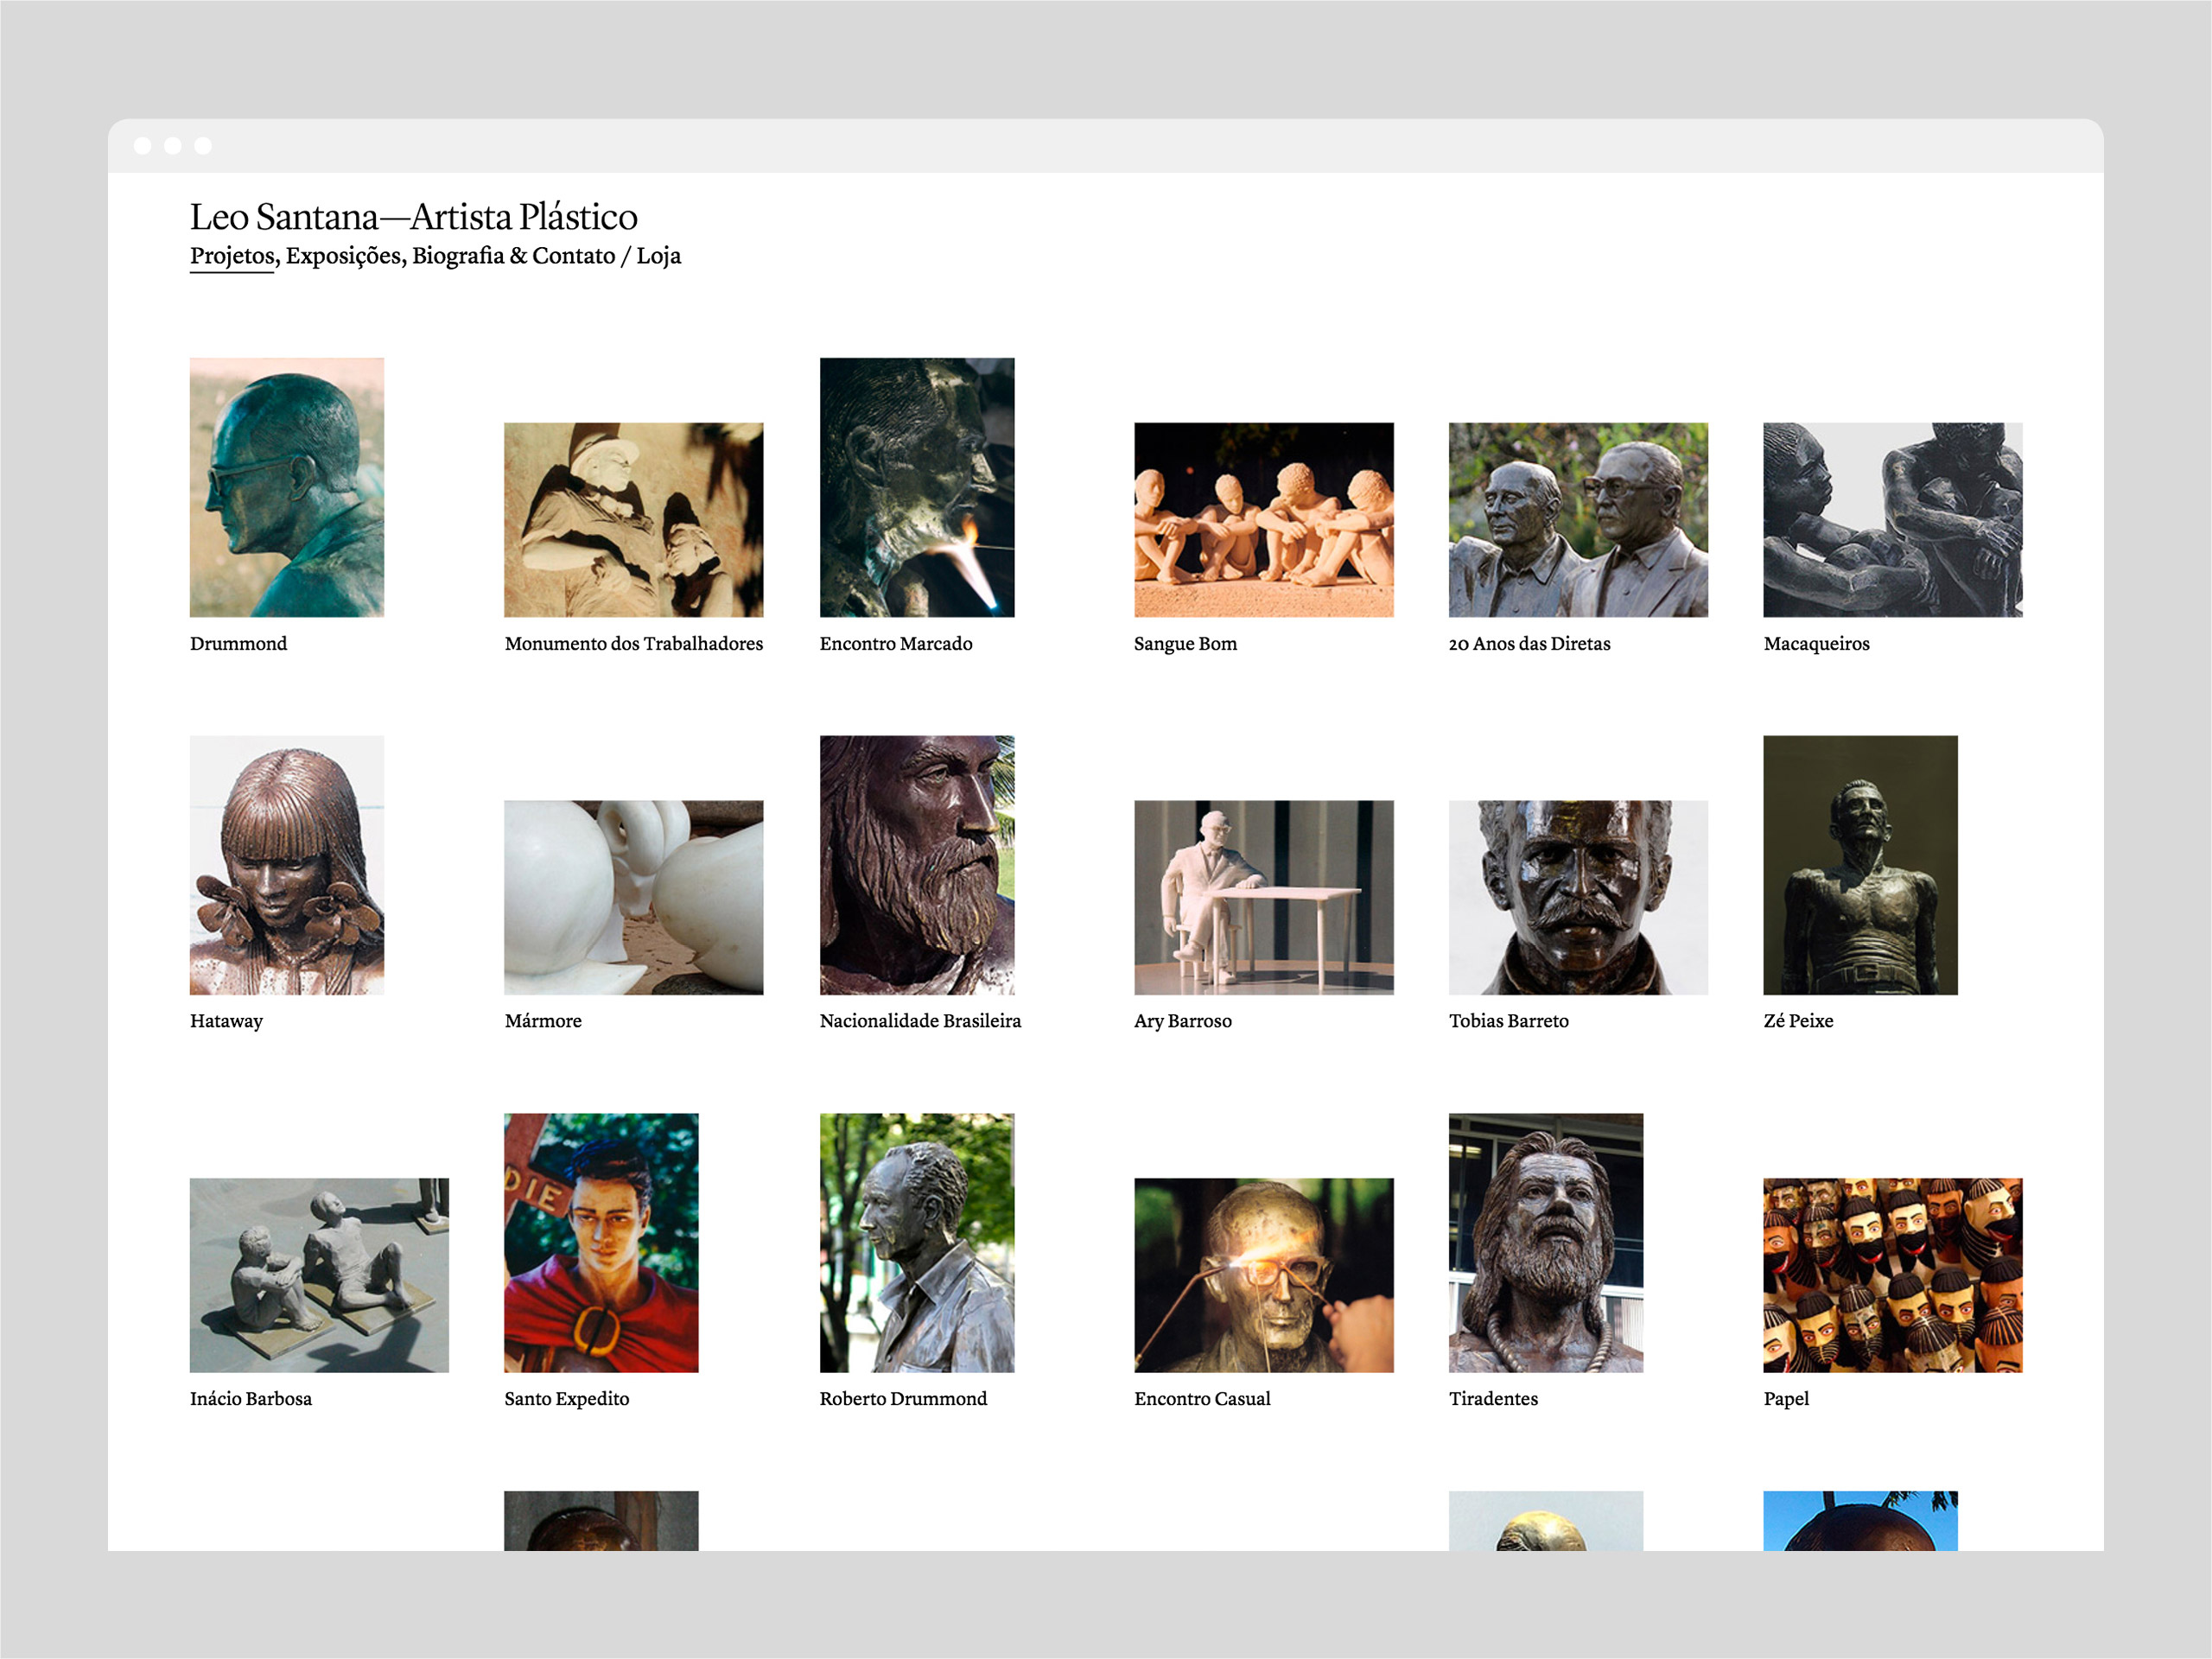 Leo Santana—Artista Plástico
Projetos, Exposições, Biografia & Contato / Loja
Drummond
Monumento dos Trabalhadores
Encontro Marcado
Sangue Bom
20 Anos das Diretas
Macaqueiros
Hataway
Mármore
Nacionalidade Brasileira
Ary Barroso
Tobias Barreto
Zé Peixe
DIE
Inácio Barbosa
Santo Expedito
Roberto Drummond
Encontro Casual
Tiradentes
Papel